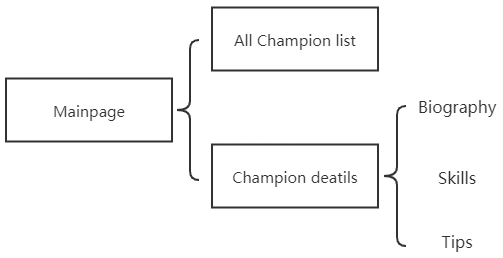 All Champion list
Mainpage
Biography
Champion deatils
Skills
Tips